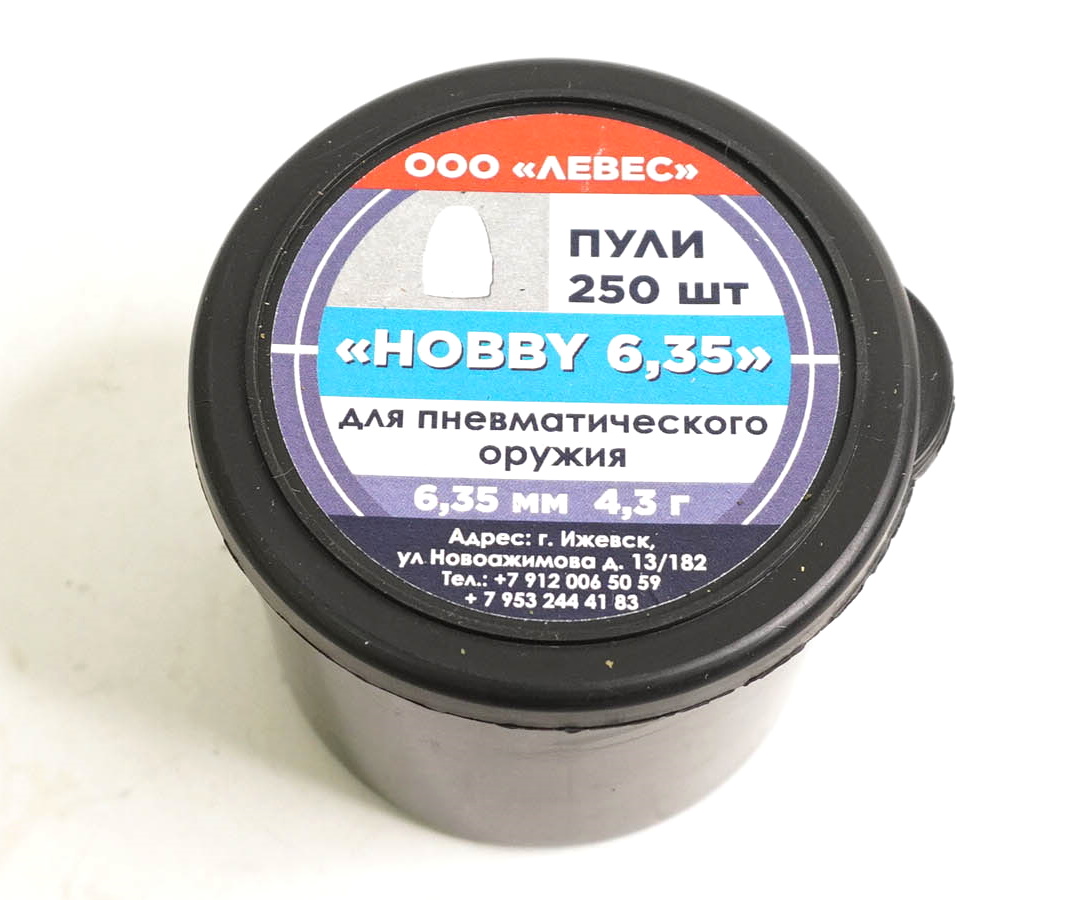 ООО «ЛЕВЕС»
ПУЛИ
250 шт
«HOBBY 6,35»
для пневматического
оружия
6,35 мм 4,3 г
Адрес: г. Ижевск,
ул Новоажимова д. 13/182
Тел.: +7 912 006 50 59
+ 7 953 244 41 83